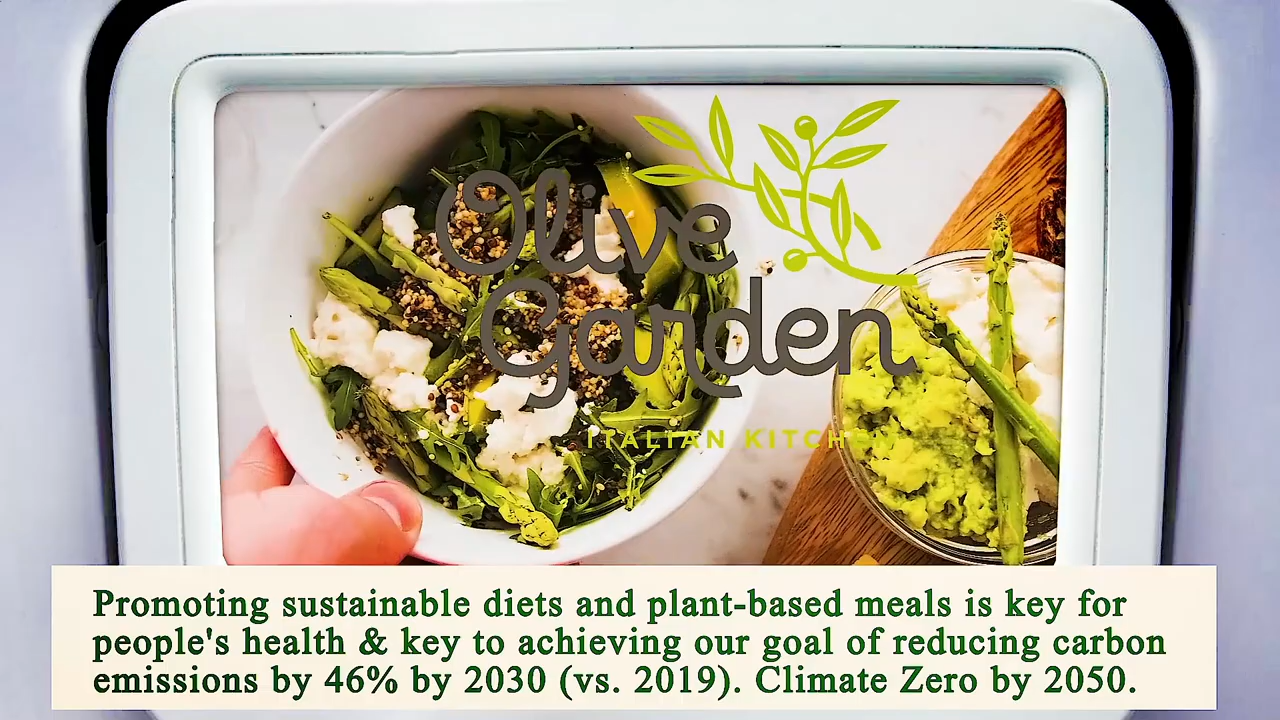 Olive
Garden
ITALIAN KITCHEN
Promoting sustainable diets and plant-based meals is key for
people's health & key to achieving our goal of reducing carbon
emissions by 46% by 2030 (vs. 2019). Climate Zero by 2050.